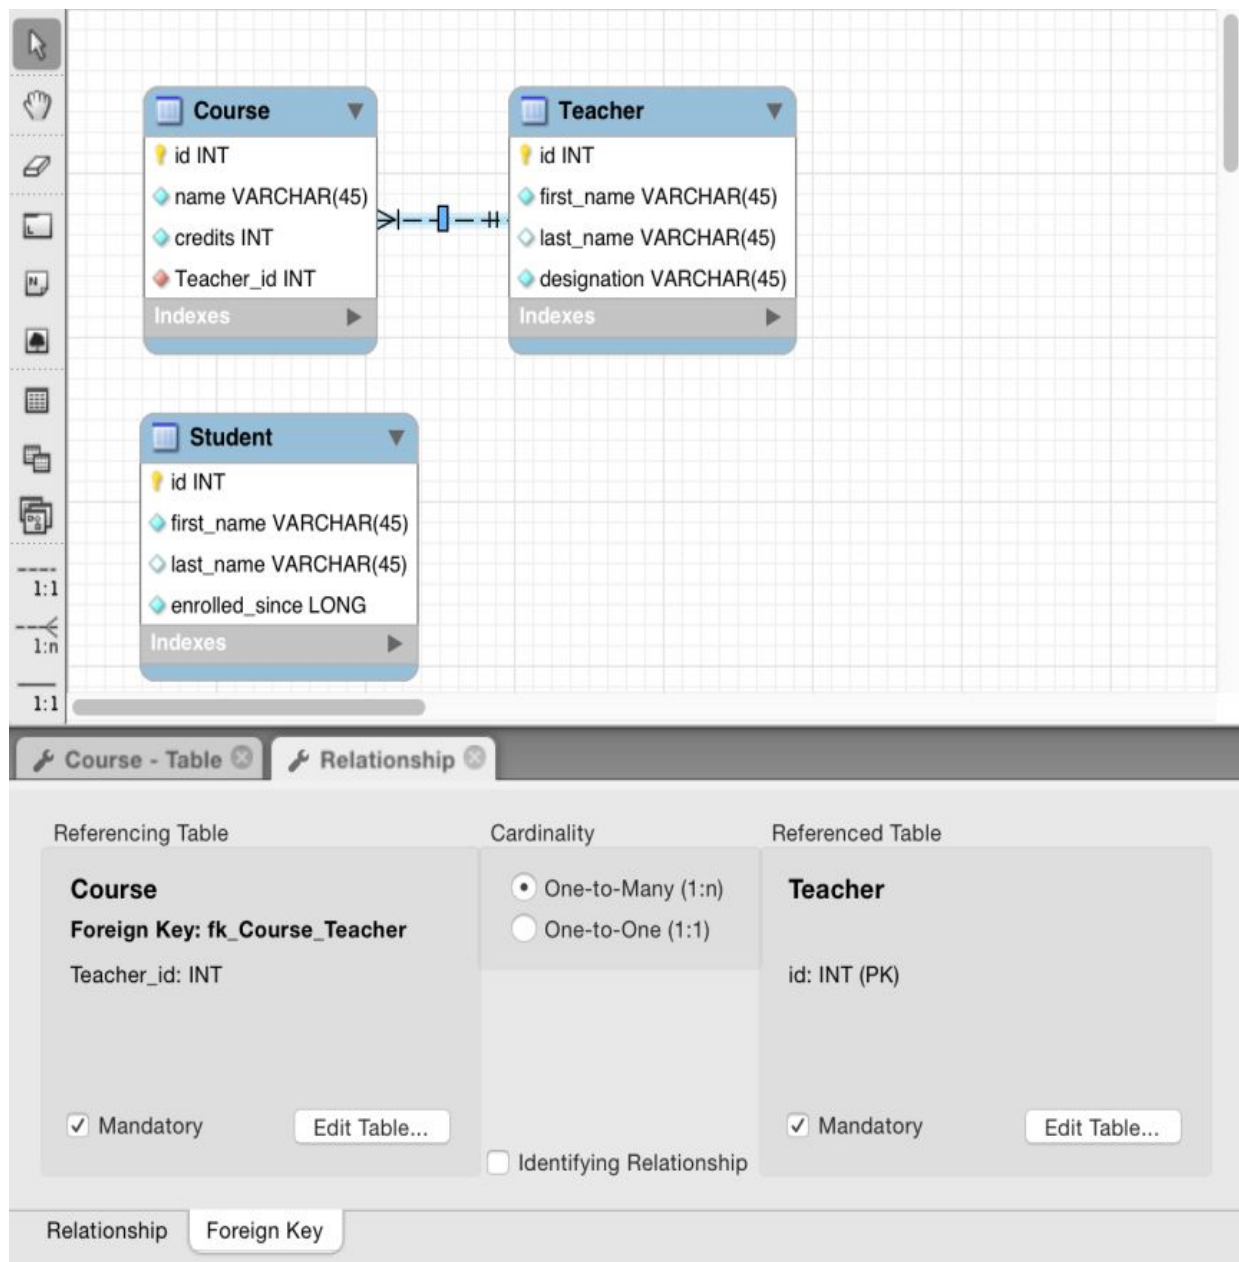 Course
id INT
name VARCHAR(45)
credits INT
Teacher_id INT
Indexes
Teacher
id INT
first_name VARCHAR(45)
last_name VARCHAR(45)
designation VARCHAR(45)
Indexes
Student
id INT
first_name VARCHAR(45)
last_name VARCHAR(45)
enrolled_since LONG
Indexes
L
N
1:1
1:n
1:1
Course - Table
Relationship
Referencing Table
Course
Foreign Key: fk_Course_Teacher
Teacher_id: INT
Mandatory
Edit Table...
Cardinality
One-to-Many (1:n)
One-to-One (1:1)
Identifying Relationship
Referenced Table
Teacher
id: INT (PK)
Mandatory
Edit Table...
Relationship
Foreign Key